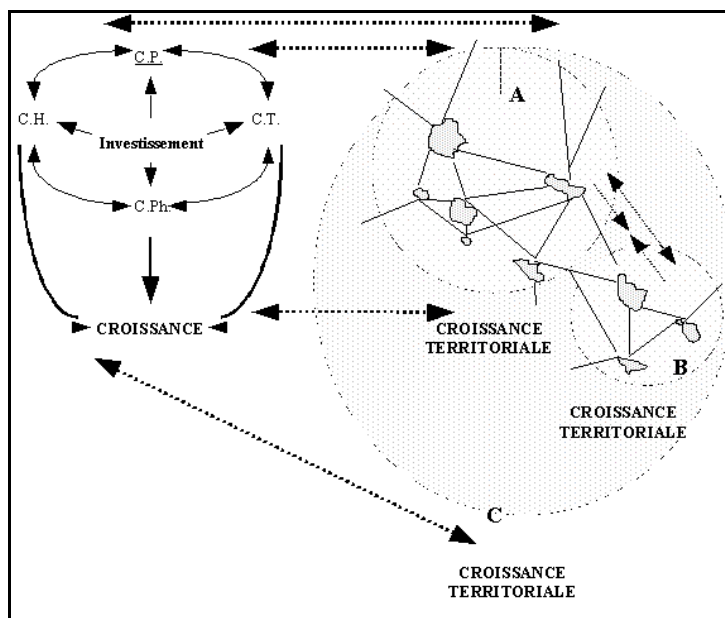 C.P.
A
C.H.
C.T.
Investissement
C.Ph.
CROISSANCE
CROISSANCE
TERRITORIALE
B
CROISSANCE
TERRITORIALE
C
CROISSANCE
TERRITORIALE